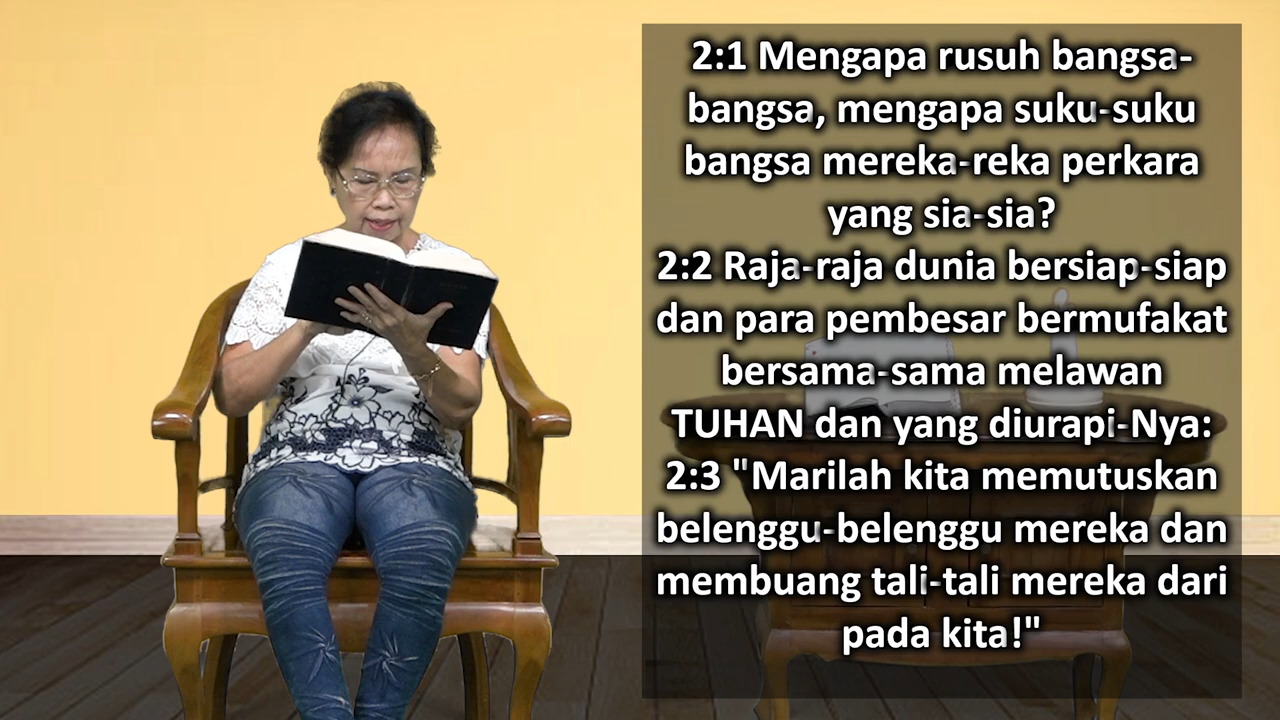 2:1 Mengapa rusuh bangsa-
bangsa, mengapa suku-suku
bangsa mereka-reka perkara
yang sia-sia?
2:2 Raja-raja dunia bersiap-siap
dan para pembesar bermufakat
bersama-sama melawan
TUHAN dan yang diurapi-Nya:
2:3 "Marilah kita memutuskan
belenggu-belenggu mereka dan
membuang tali-tali mereka dari
pada kita!"